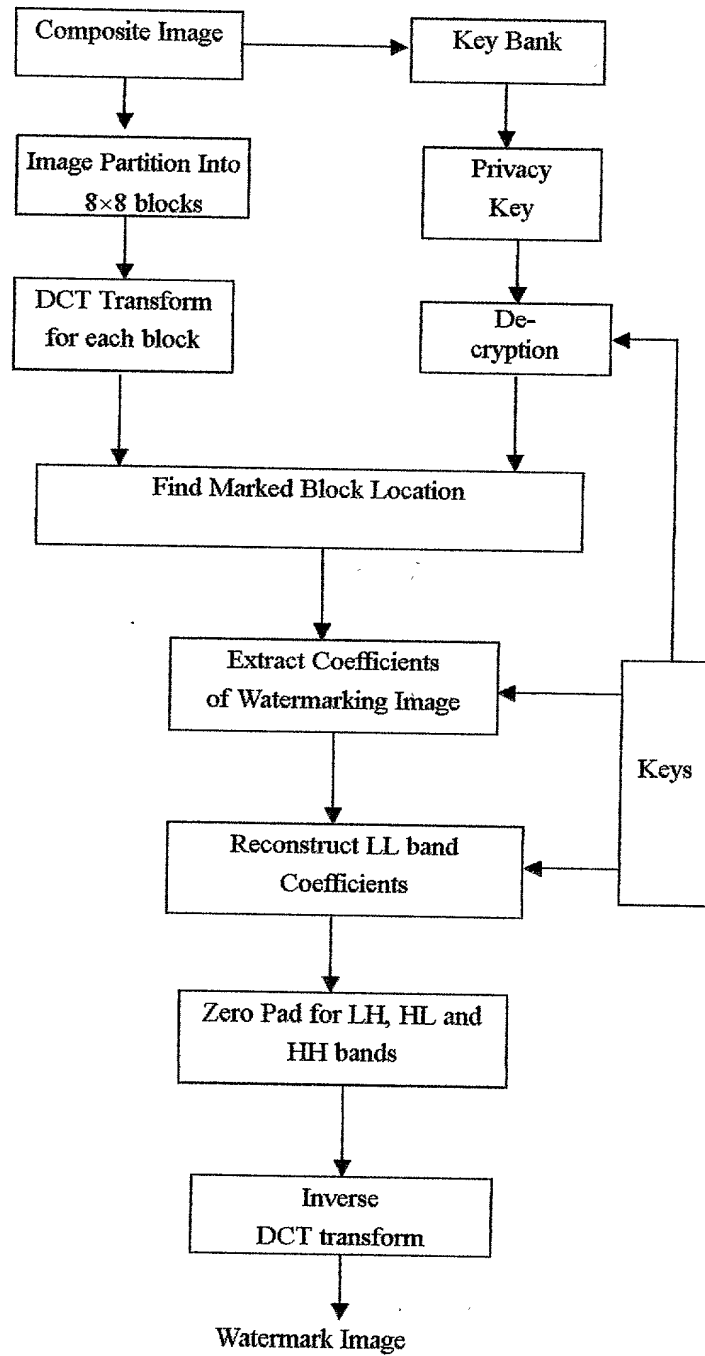 Composite Image
Key Bank
Image Partition Into
8×8 blocks
Privacy
Key
DCT Transform
for each block
De-
cryption
Find Marked Block Location
Extract Coefficients
of Watermarking Image
Keys
Reconstruct LL band
Coefficients
Zero Pad for LH, HL and
HH bands
Inverse
DCT transform
Watermark Image